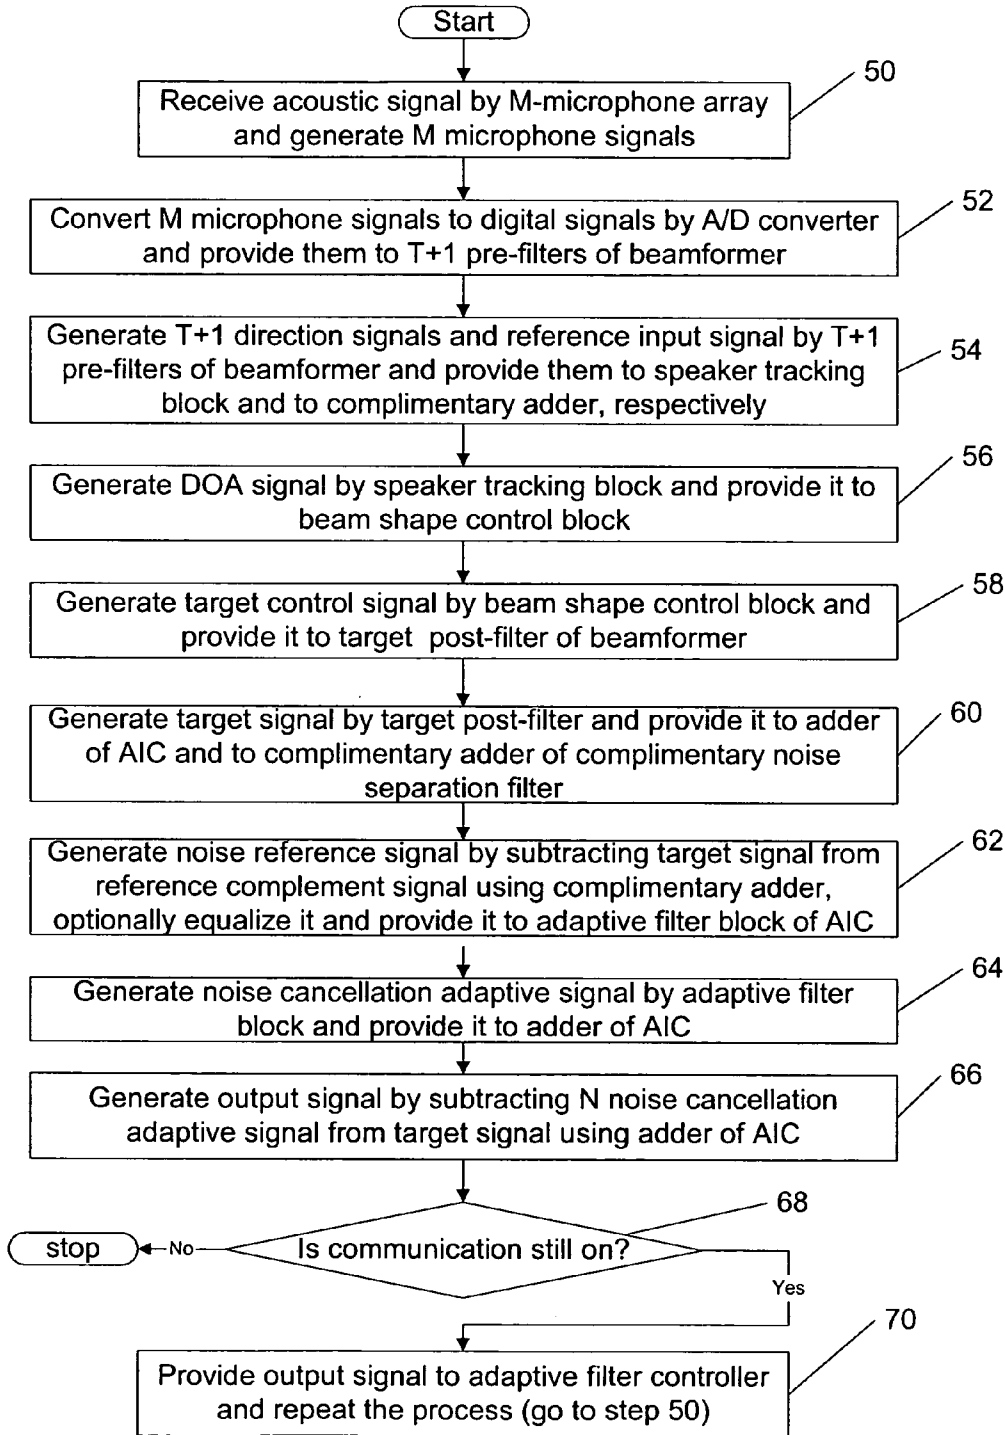 Start
50
Receive acoustic signal by M-microphone array
and generate M microphone signals
52
Convert M microphone signals to digital signals by A/D converter
and provide them to T+1 pre-filters of beamformer
54
Generate T+1 direction signals and reference input signal by T+1
pre-filters of beamformer and provide them to speaker tracking
block and to complimentary adder, respectively
56
Generate DOA signal by speaker tracking block and provide it to
beam shape control block
58
Generate target control signal by beam shape control block and
provide it to target post-filter of beamformer
60
Generate target signal by target post-filter and provide it to adder
of AIC and to complimentary adder of complimentary noise
separation filter
62
Generate noise reference signal by subtracting target signal from
reference complement signal using complimentary adder,
optionally equalize it and provide it to adaptive filter block of AIC
64
Generate noise cancellation adaptive signal by adaptive filter
block and provide it to adder of AIC
66
Generate output signal by subtracting N noise cancellation
adaptive signal from target signal using adder of AIC
68
stop
No
Is communication still on?
Yes
70
Provide output signal to adaptive filter controller
and repeat the process (go to step 50)